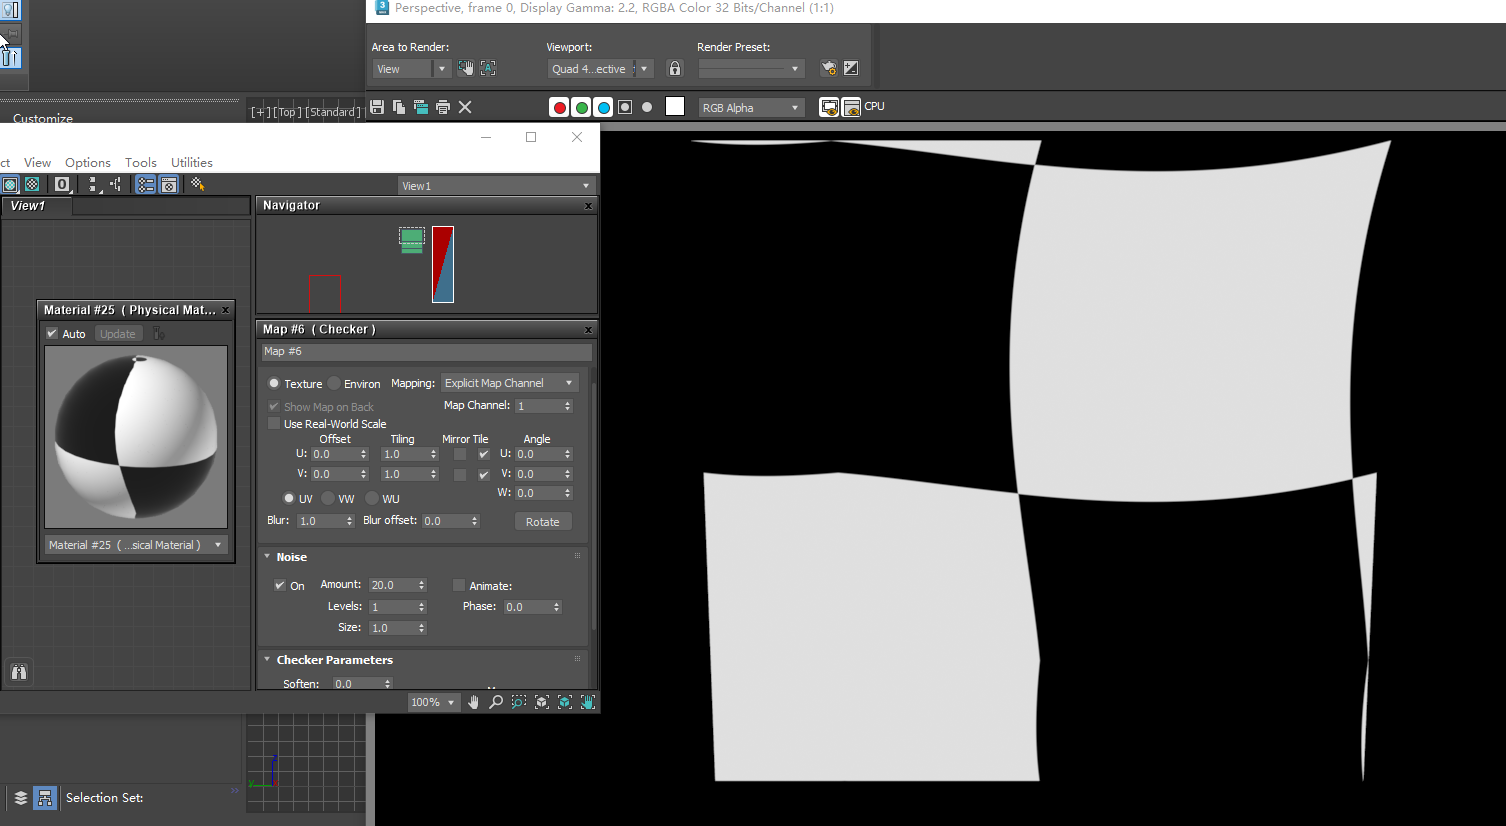 Perspective, frame 0, Display Gamma: 2.2, RGBA Color 32 Bits/Channel (1:1)
Area to Render:
Viewport:
Render Preset:
View
Quad 4...ective
Customize
[+] [Top] [Standard]
RGB Alpha
CPU
ct View Options Tools Utilities
0
View1
View1
Navigator
Material #25 ( Physical Mat...
Auto
Update
Material #25 ( ...sical Material )
Map #6 ( Checker )
Map #6
Texture
Environ
Mapping:
Explicit Map Channel
Show Map on Back
Map Channel: 1
Use Real-World Scale
Offset Tiling Mirror Tile Angle
U: 0.0 1.0 U: 0.0
V: 0.0 1.0 V: 0.0
W: 0.0
UV VW WU
Blur: 1.0 Blur offset: 0.0 Rotate
Noise
On Amount: 20.0 Animate:
Levels: 1 Phase: 0.0
Size: 1.0
Checker Parameters
Soften: 0.0
100%
y
Selection Set: